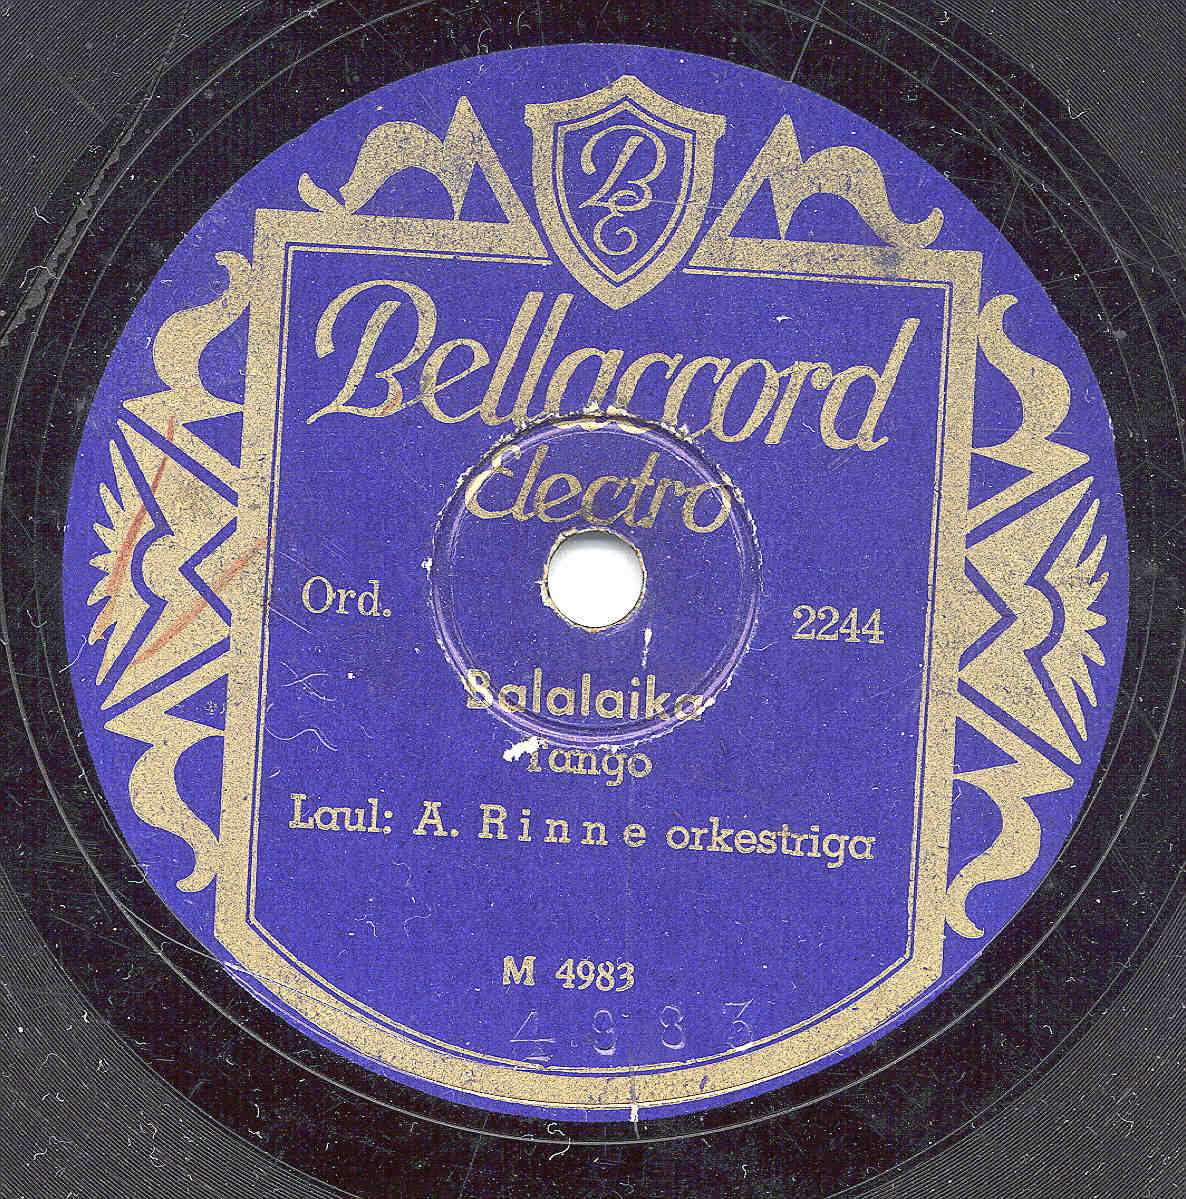 BE
Bellaccord
Electro
Ord. 2244
Balalaika
Tango
Laul: A. Rinne orkestriga
M 4983
4983